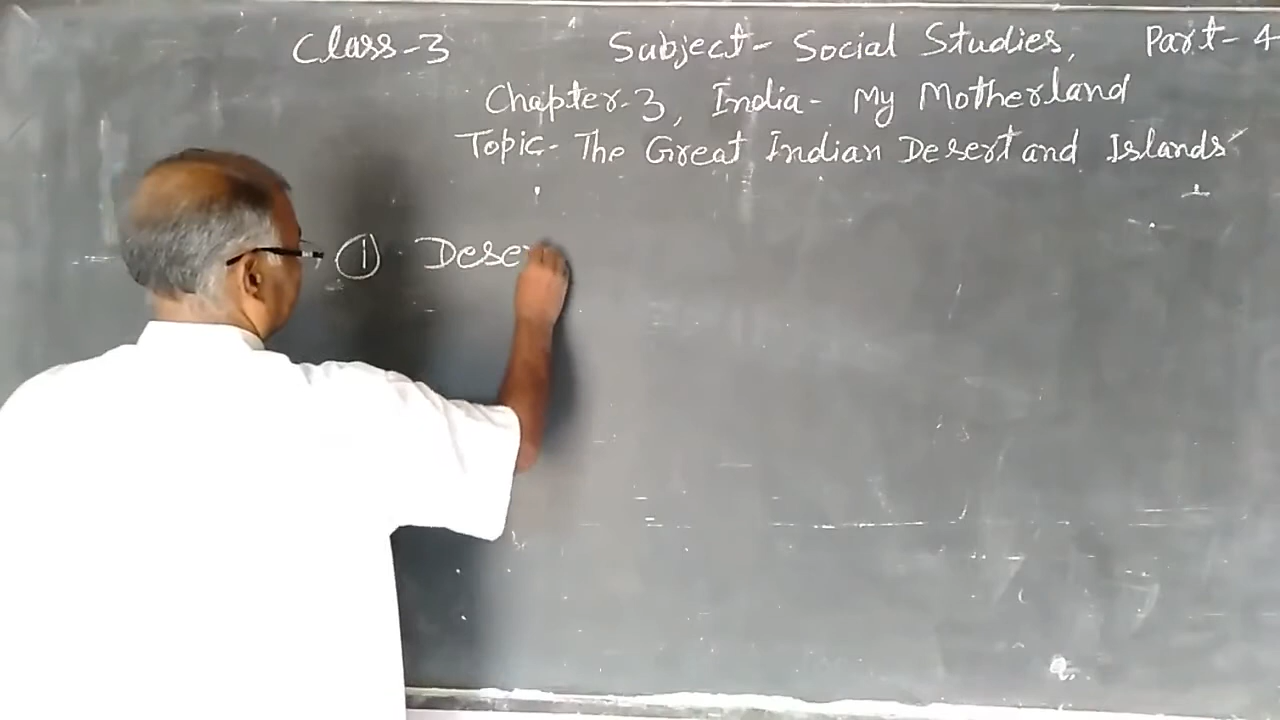 Class-3 Subject- Social Studies, Part-4
Chapter-3, India- My Motherland
Topic- The Great Indian Desert and Islands
① Dese